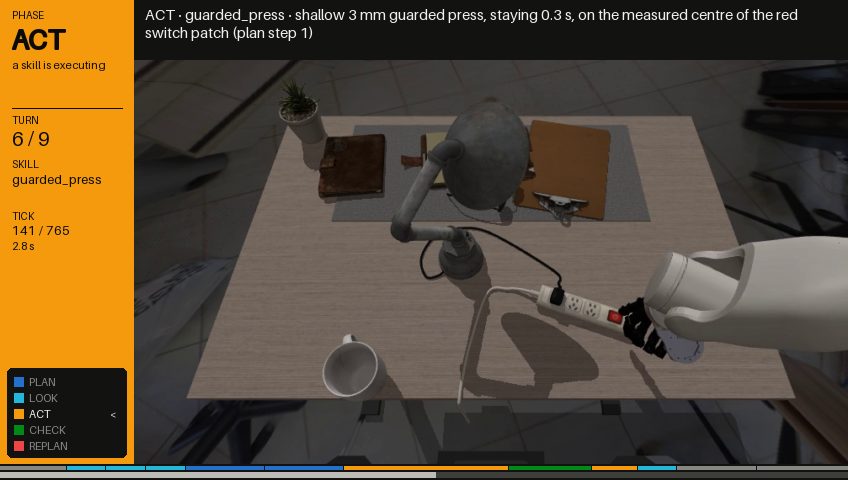 PHASE
ACT
a skill is executing
TURN
6 / 9
SKILL
guarded_press
TICK
141 / 765
2.8 s
PLAN
LOOK
ACT <
CHECK
REPLAN
ACT · guarded_press · shallow 3 mm guarded press, staying 0.3 s, on the measured centre of the red
switch patch (plan step 1)